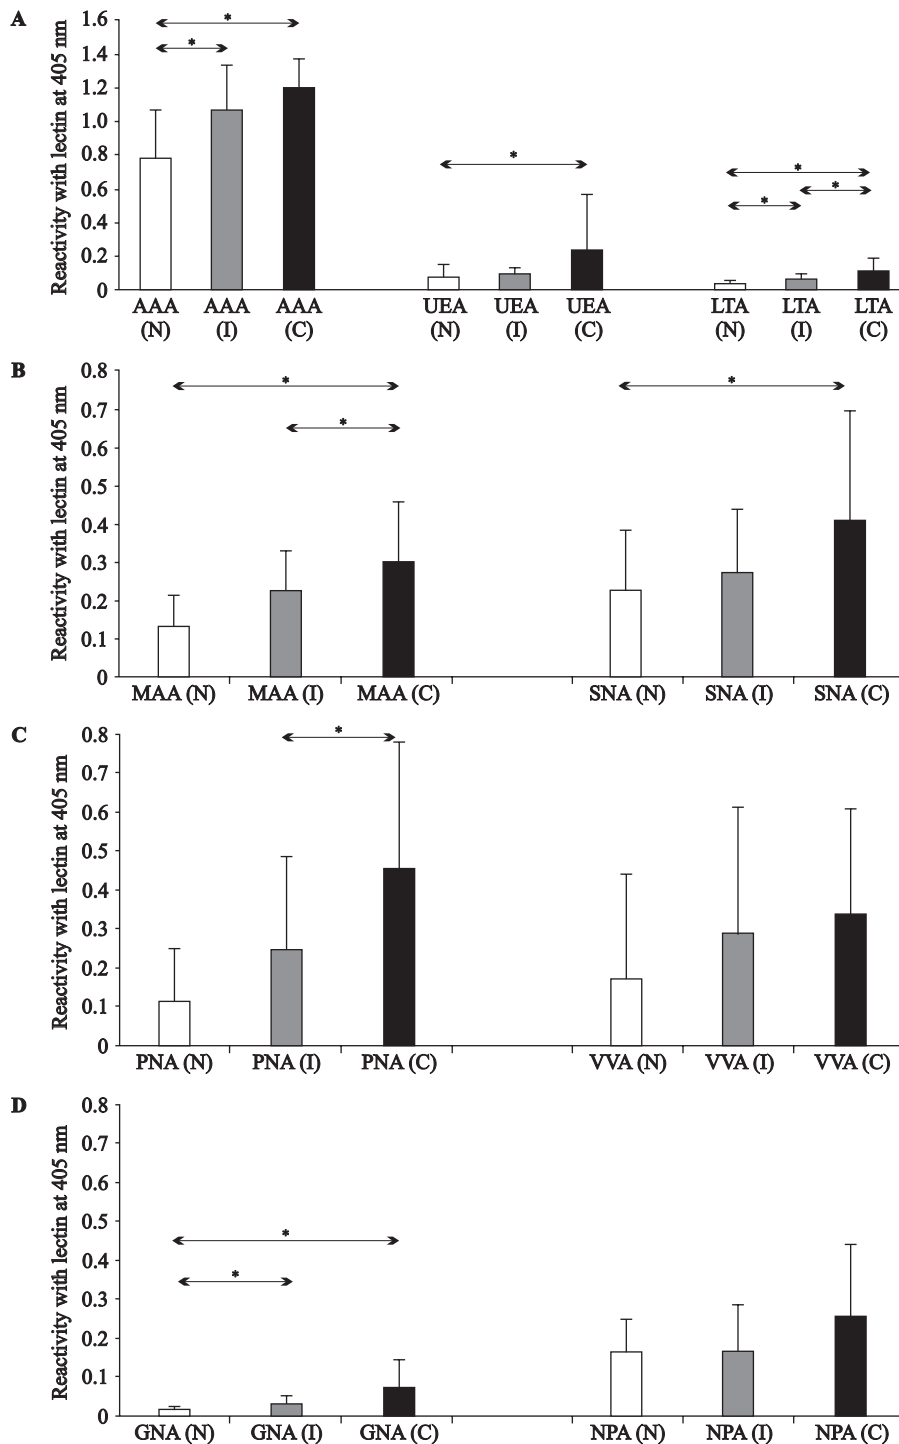 A
Reactivity with lectin at 405 nm
1.6
1.4
1.2
1.0
0.8
0.6
0.4
0.2
0
* * * * * *
AAA (N)
AAA (I)
AAA (C)
UEA (N)
UEA (I)
UEA (C)
LTA (N)
LTA (I)
LTA (C)
B
Reactivity with lectin at 405 nm
0.8
0.7
0.6
0.5
0.4
0.3
0.2
0.1
0
* * *
MAA (N) MAA (I) MAA (C) SNA (N) SNA (I) SNA (C)
C
Reactivity with lectin at 405 nm
0.8
0.7
0.6
0.5
0.4
0.3
0.2
0.1
0
*
PNA (N) PNA (I) PNA (C) VVA (N) VVA (I) VVA (C)
D
Reactivity with lectin at 405 nm
0.8
0.7
0.6
0.5
0.4
0.3
0.2
0.1
0
* *
GNA (N) GNA (I) GNA (C) NPA (N) NPA (I) NPA (C)